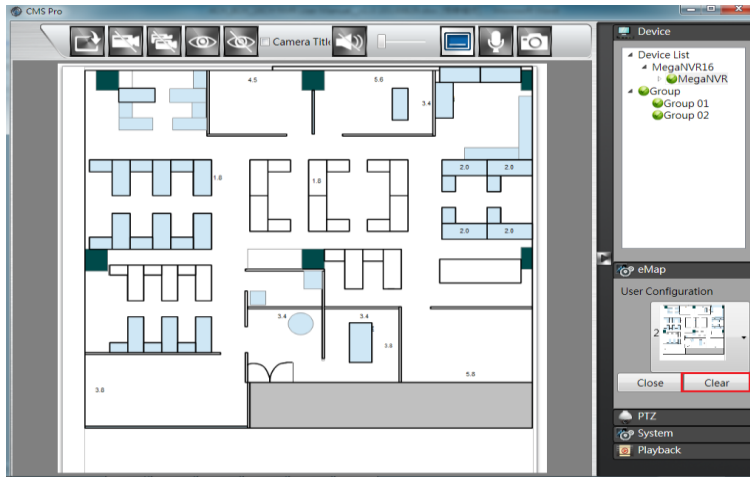 CMS Pro
Camera Title
Device
Device List
MegaNVR16
MegaNVR
Group
Group 01
Group 02
4.5
5.6
3.4
1.8
1.8
2.0 2.8
2.0 2.8
3.4 3.4
3.8
5.8
3.8
eMap
User Configuration
2
Close Clear
PTZ
System
Playback